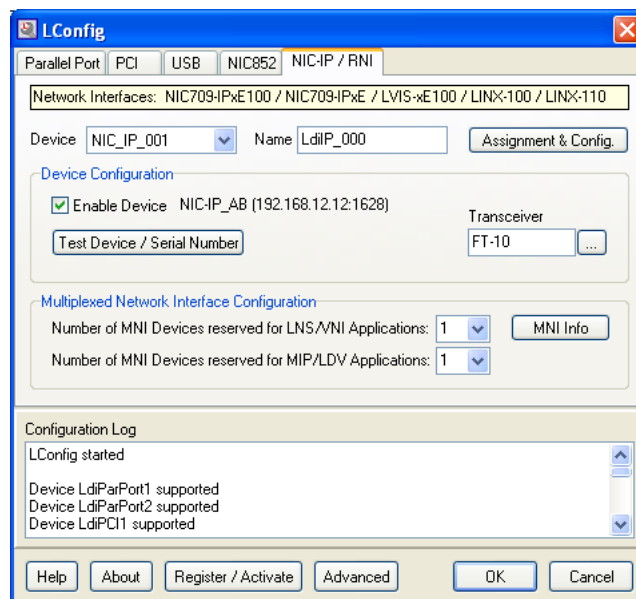 LConfig
Parallel Port PCI USB NIC852 NIC-IP / RNI
Network Interfaces: NIC709-IPxE100 / NIC709-IPxE / LVIS-xE100 / LINX-100 / LINX-110
Device NIC_IP_001 Name LdiIP_000 Assignment & Config.
Device Configuration
Enable Device NIC-IP_AB (192.168.12.12:1628)
Transceiver
Test Device / Serial Number FT-10 ...
Multiplexed Network Interface Configuration
Number of MNI Devices reserved for LNS/VNI Applications: 1 MNI Info
Number of MNI Devices reserved for MIP/LDV Applications: 1
Configuration Log
LConfig started
Device LdiParPort1 supported
Device LdiParPort2 supported
Device LdiPCI1 supported
Help About Register / Activate Advanced OK Cancel